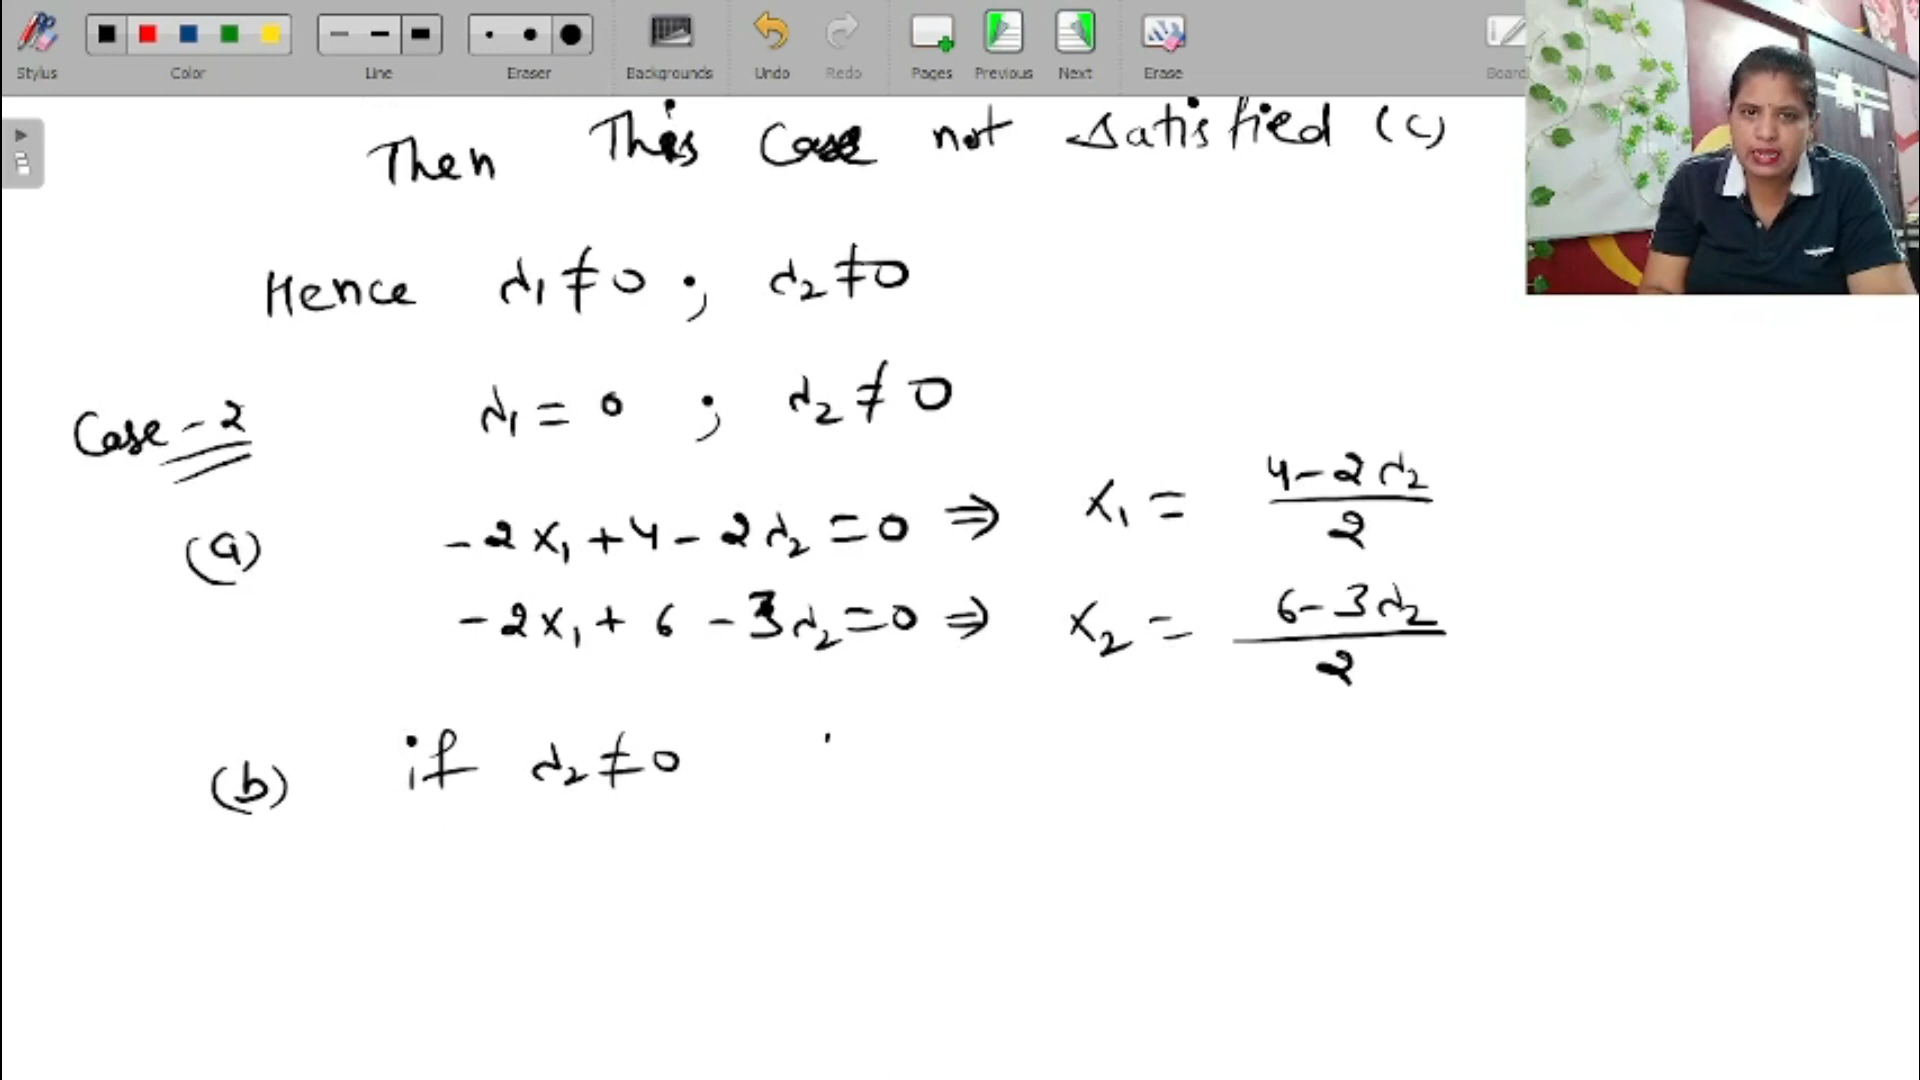 Stylus Color Line Eraser Backgrounds Undo Redo Pages Previous Next Erase Board
Then This Case not satisfied (c)
Hence λ₁ ≠ 0 ; λ₂ ≠ 0
Case-2 λ₁ = 0 ; λ₂ ≠ 0
(a) -2x₁ + 4 - 2λ₂ = 0 ⇒ x₁ = (4-2λ₂)/2
-2x₁ + 6 - 3λ₂ = 0 ⇒ x₂ = (6-3λ₂)/2
(b) if λ₂ ≠ 0